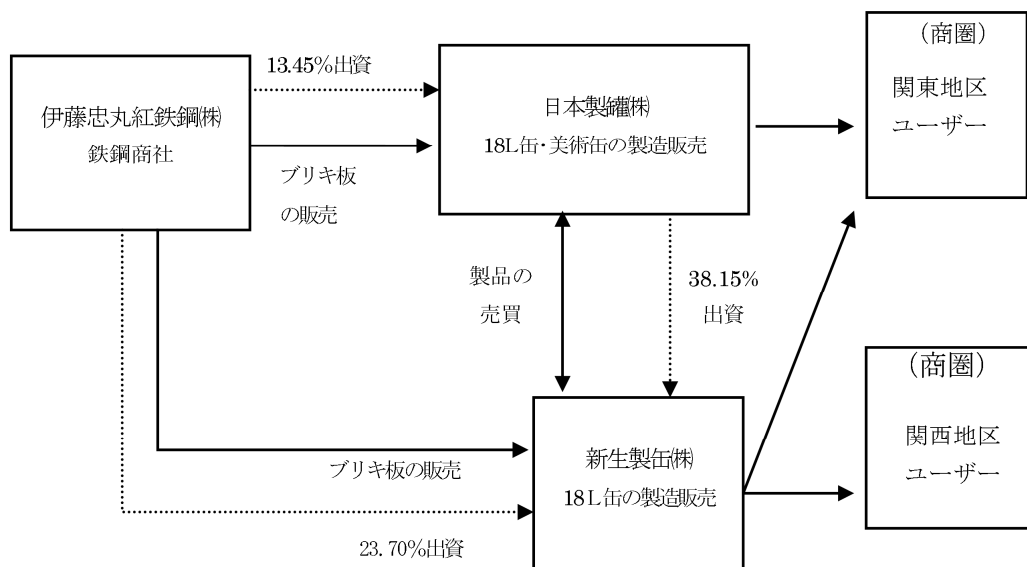 13.45%出資
伊藤忠丸紅鉄鋼㈱
鉄鋼商社
ブリキ板
の販売
日本製罐㈱
18L缶・美術缶の製造販売
(商圏)
関東地区
ユーザー
製品の
売買
38.15%
出資
(商圏)
関西地区
ユーザー
新生製缶㈱
18L缶の製造販売
ブリキ板の販売
23.70%出資